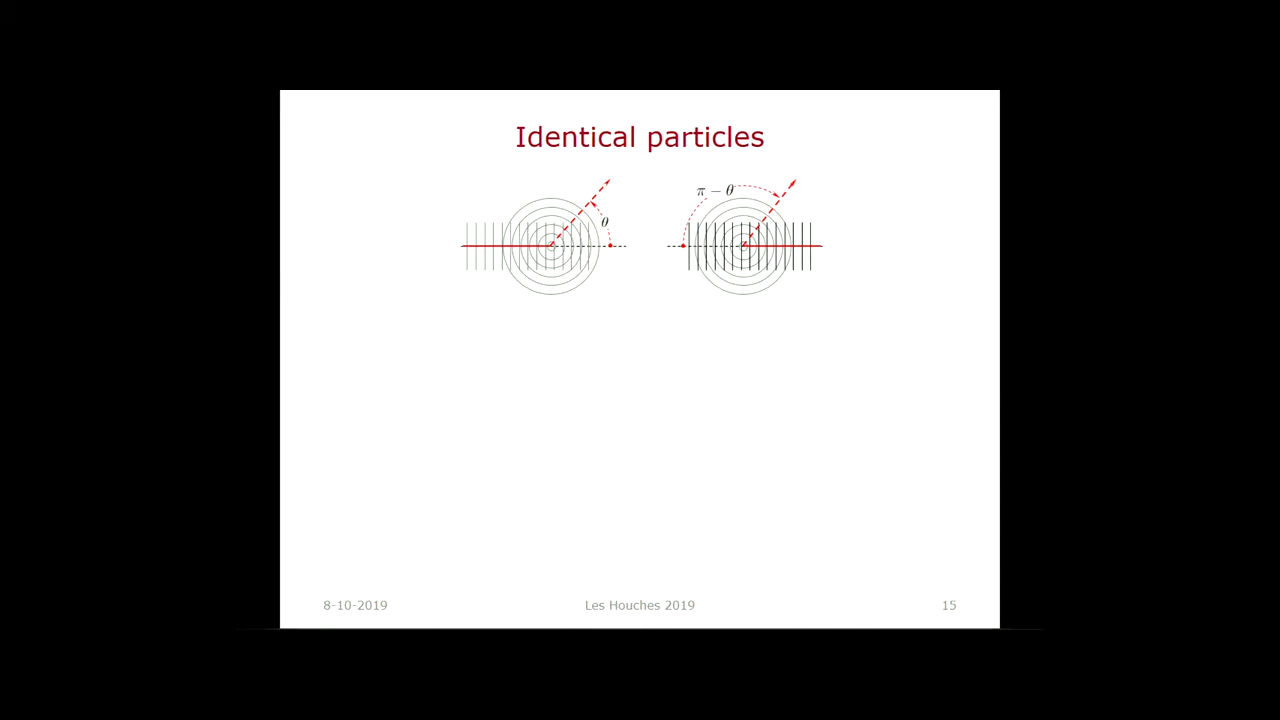 Identical particles
θ
π − θ
8-10-2019
Les Houches 2019
15